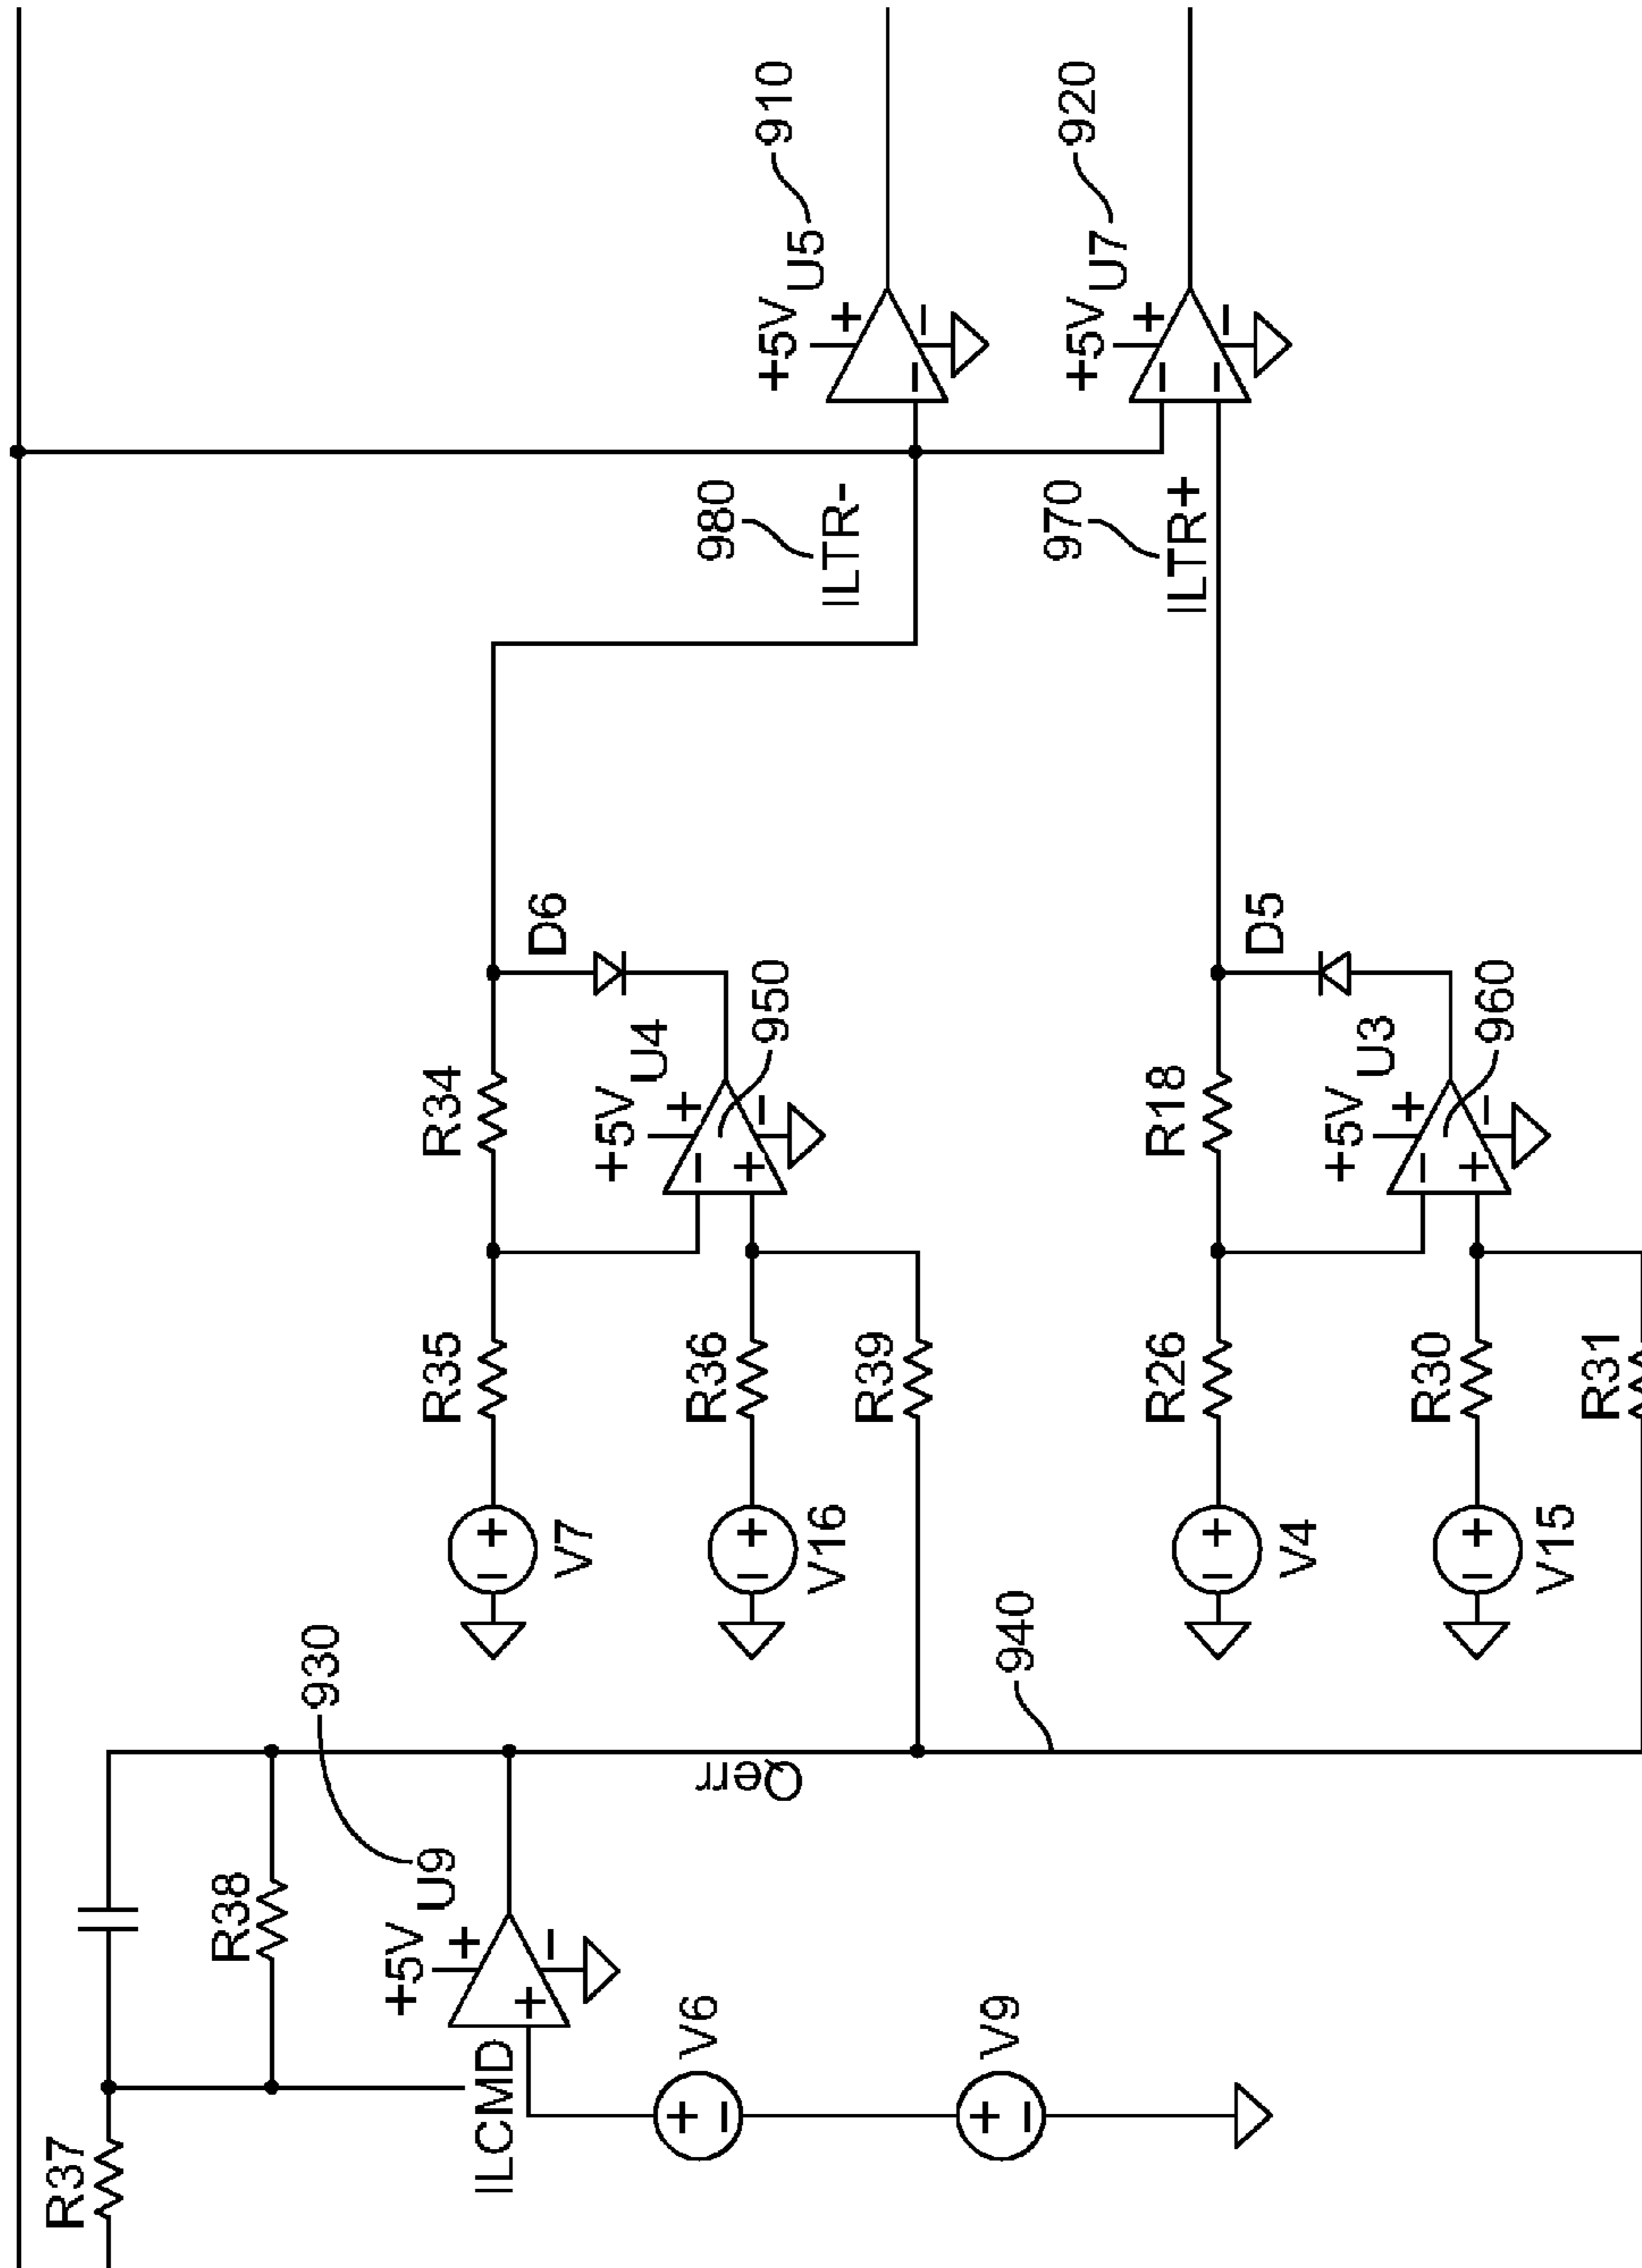 910
+5V
U5
+
−
−
920
+5V
U7
+
−
−
−
980
ILTR-
970
ILTR+
D6
950
R34
+5V
U4
+
−
−
+
D5
960
R18
+5V
U3
+
−
−
+
R35
R36
R39
R26
R30
R31
+
−
V7
+
−
V16
+
−
V4
+
−
V15
930
940
Qerr
R38
+5V
U9
+
−
+
R37
ILCMD
V6
+
−
V9
+
−